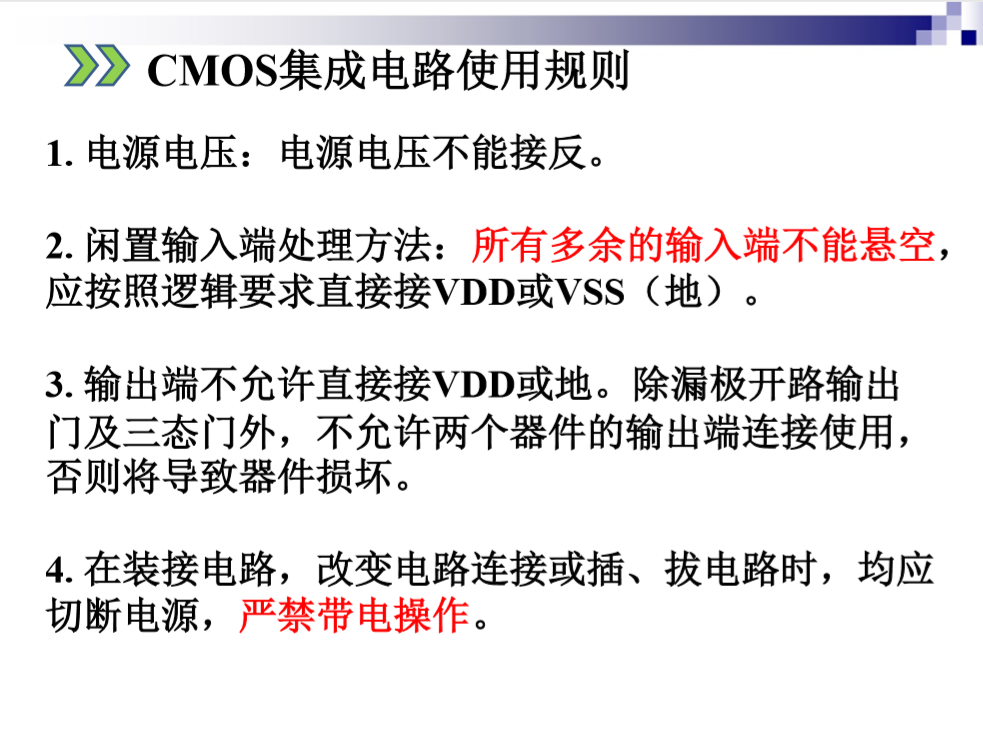 CMOS集成电路使用规则
1. 电源电压：电源电压不能接反。
2. 闲置输入端处理方法：所有多余的输入端不能悬空，
应按照逻辑要求直接接VDD或VSS（地）。
3. 输出端不允许直接接VDD或地。除漏极开路输出
门及三态门外，不允许两个器件的输出端连接使用，
否则将导致器件损坏。
4. 在装接电路，改变电路连接或插、拔电路时，均应
切断电源，严禁带电操作。